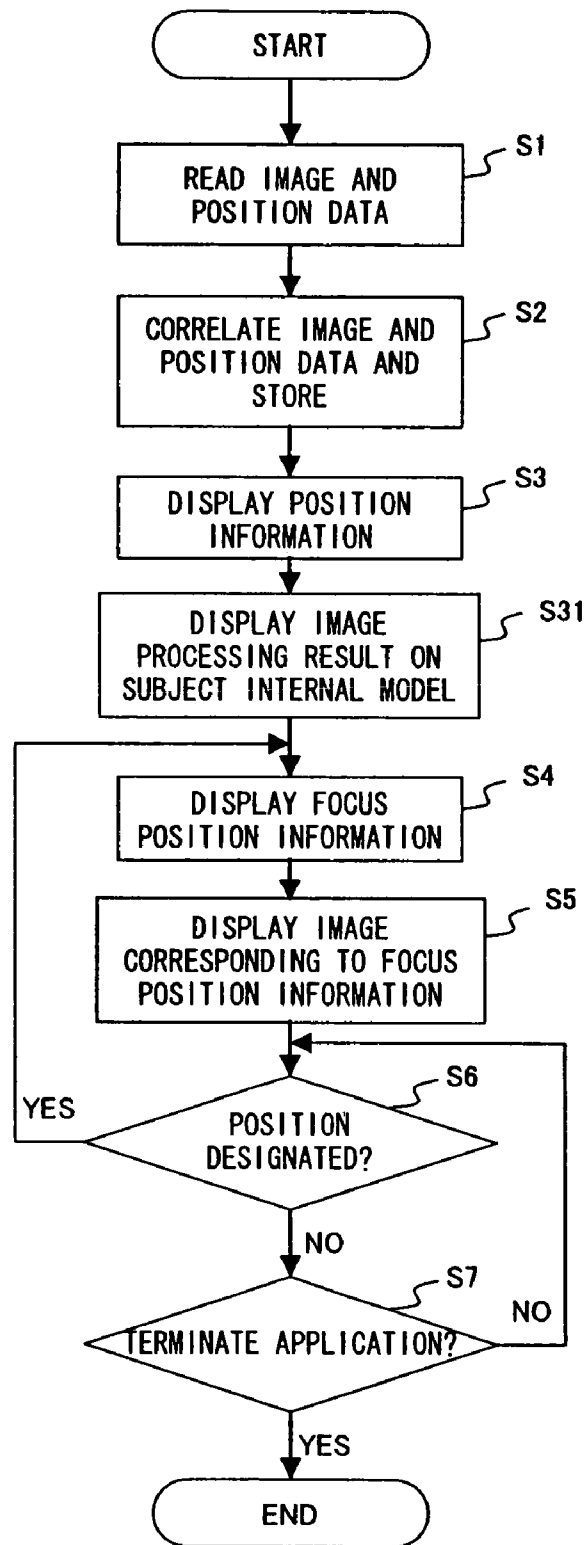 START
S1
READ IMAGE AND
POSITION DATA
S2
CORRELATE IMAGE AND
POSITION DATA AND
STORE
S3
DISPLAY POSITION
INFORMATION
S31
DISPLAY IMAGE
PROCESSING RESULT ON
SUBJECT INTERNAL MODEL
S4
DISPLAY FOCUS
POSITION INFORMATION
S5
DISPLAY IMAGE
CORRESPONDING TO FOCUS
POSITION INFORMATION
S6
YES
POSITION
DESIGNATED?
NO
S7
NO
TERMINATE APPLICATION?
YES
END